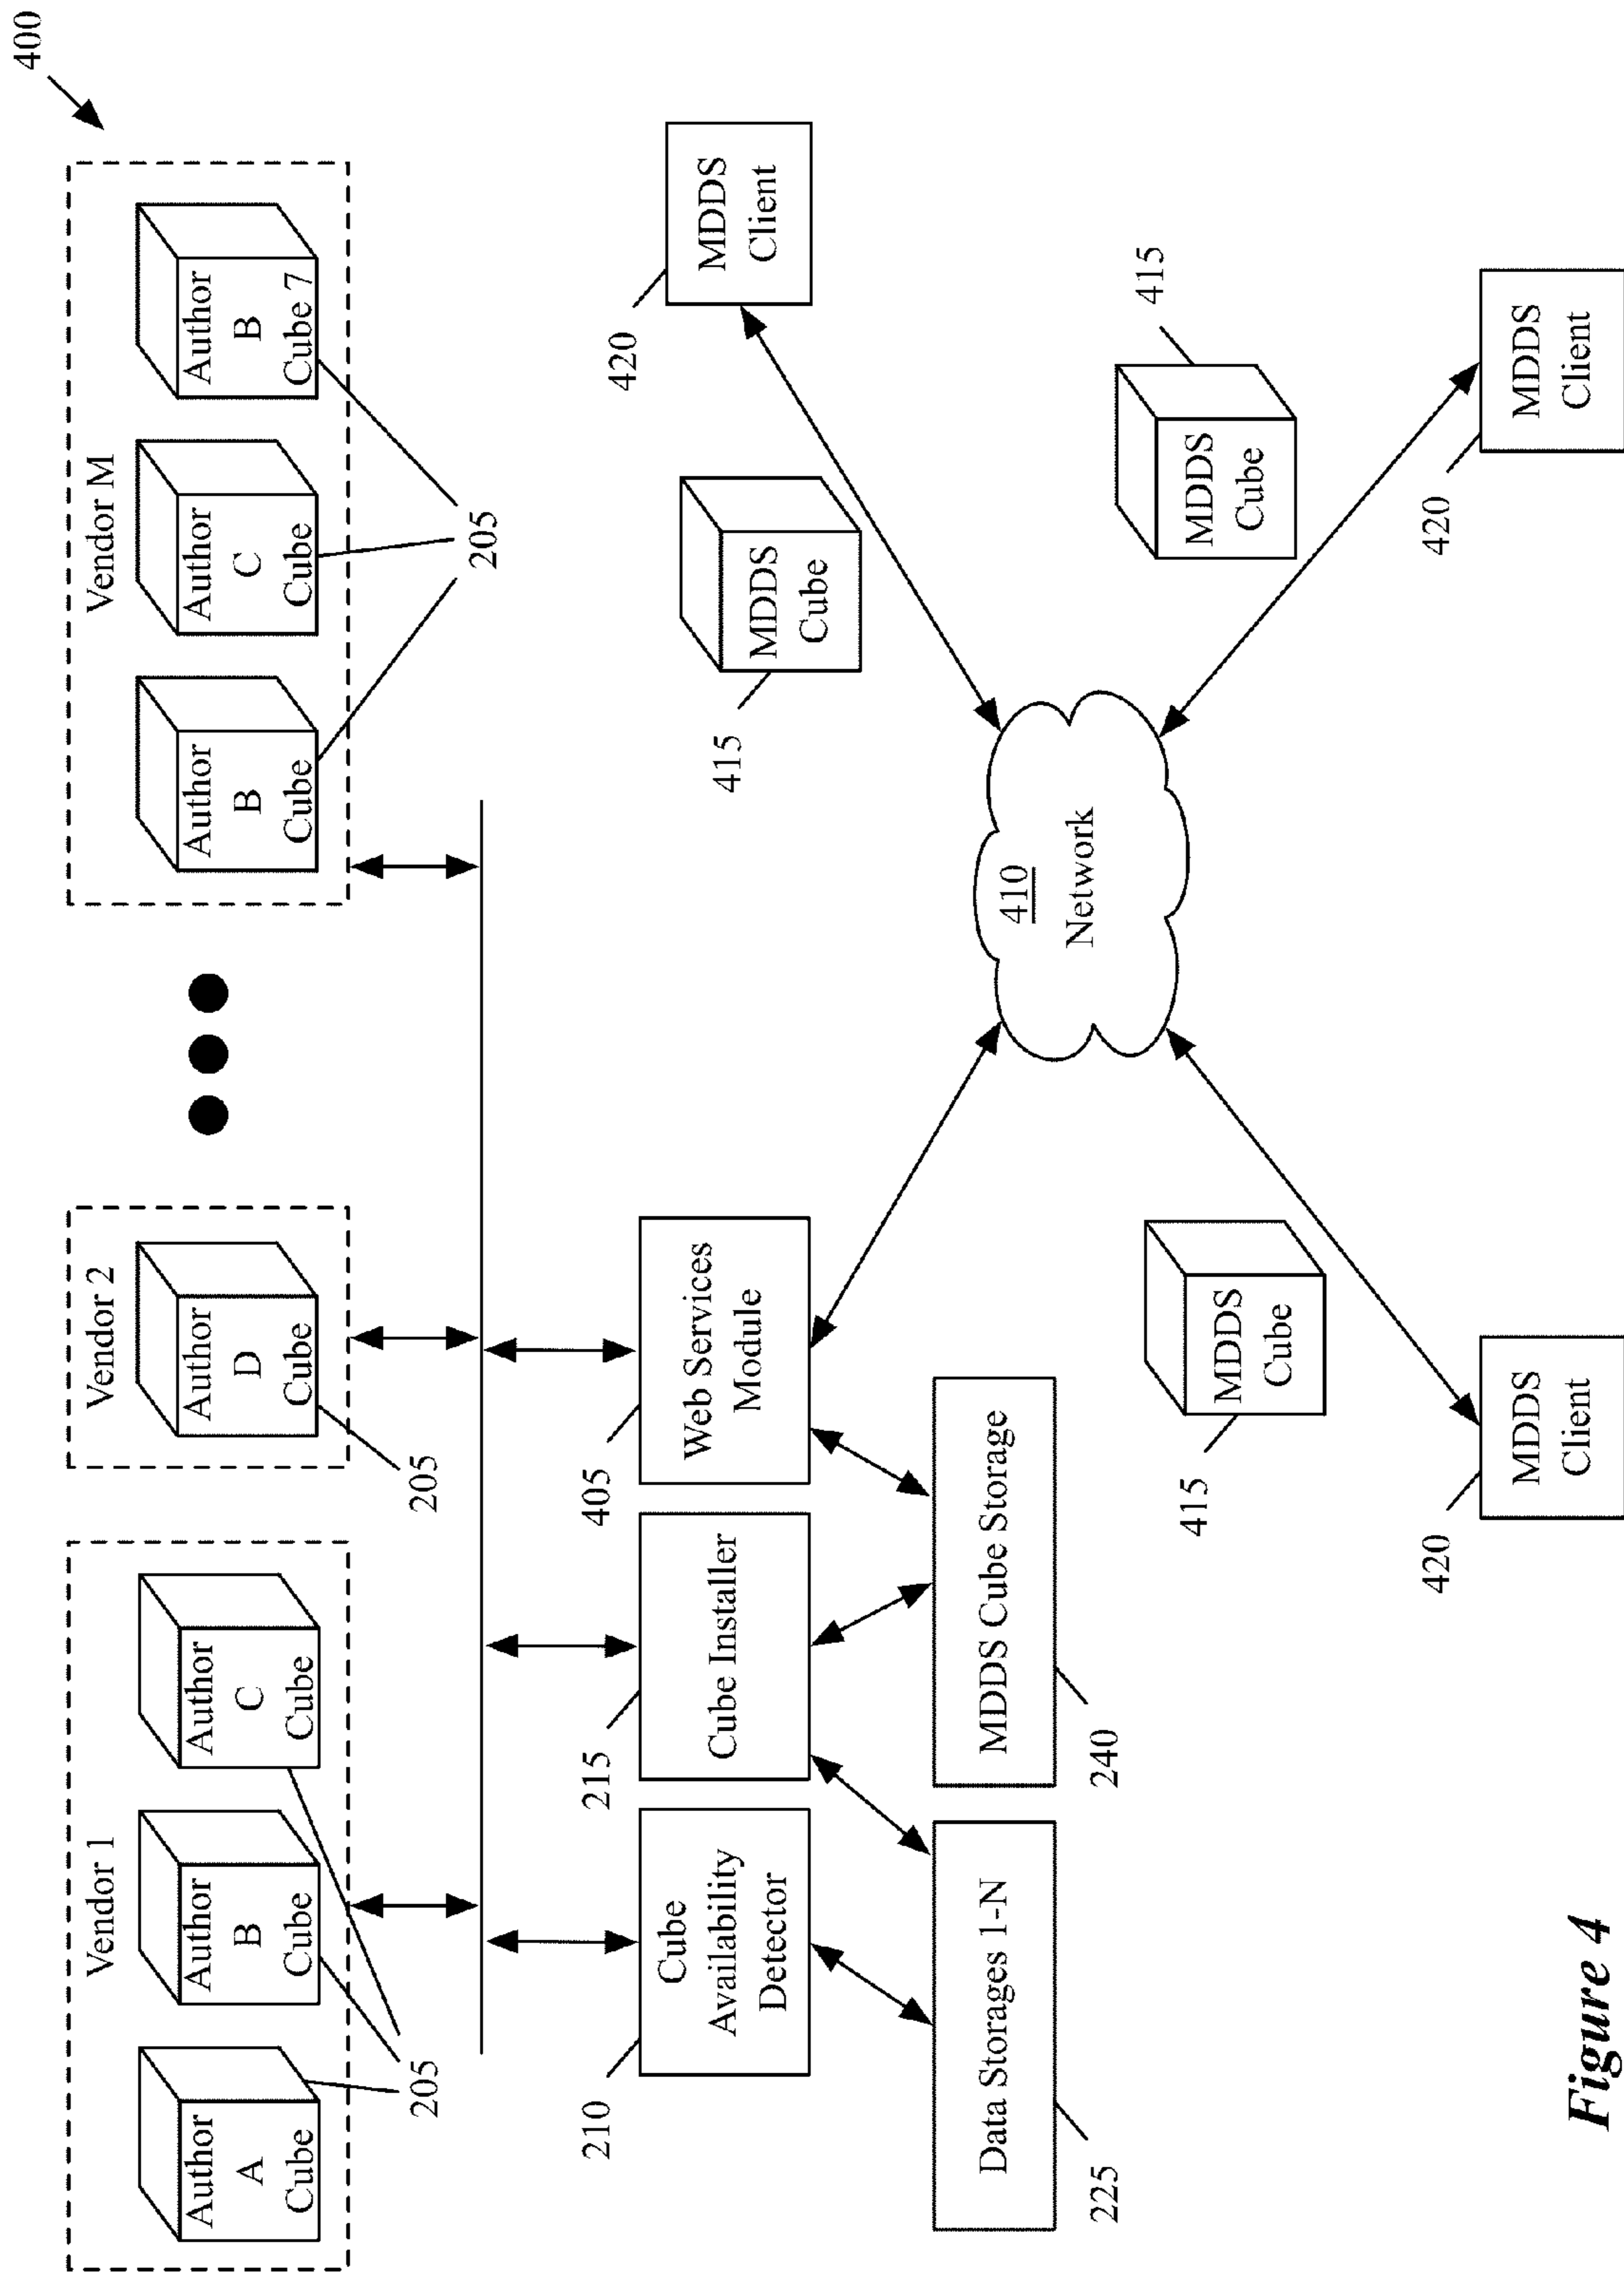 400
Vendor 1
Author
A
Cube
Author
B
Cube
Author
C
Cube
205
Vendor 2
Author
D
Cube
205
Vendor M
Author
B
Cube
Author
C
Cube
Author
B
Cube 7
205
210
Cube
Availability
Detector
215
Cube Installer
405
Web Services
Module
225
Data Storages 1-N
240
MDDS Cube Storage
410
Network
415
MDDS
Cube
420
MDDS
Client
415
MDDS
Cube
420
MDDS
Client
415
MDDS
Cube
420
MDDS
Client
Figure 4